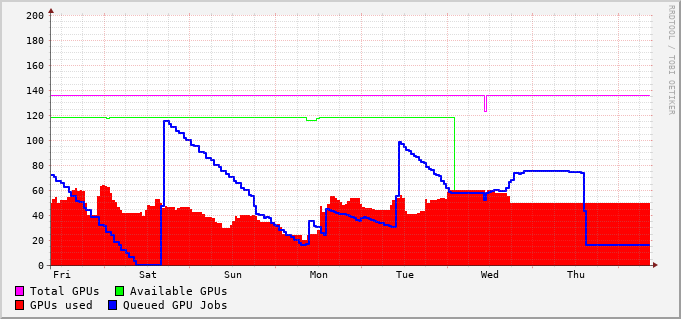 200
180
160
140
120
100
80
60
40
20
0
Fri Sat Sun Mon Tue Wed Thu
Total GPUs Available GPUs
GPUs used Queued GPU Jobs
RRDTOOL / TOBI OETIKER